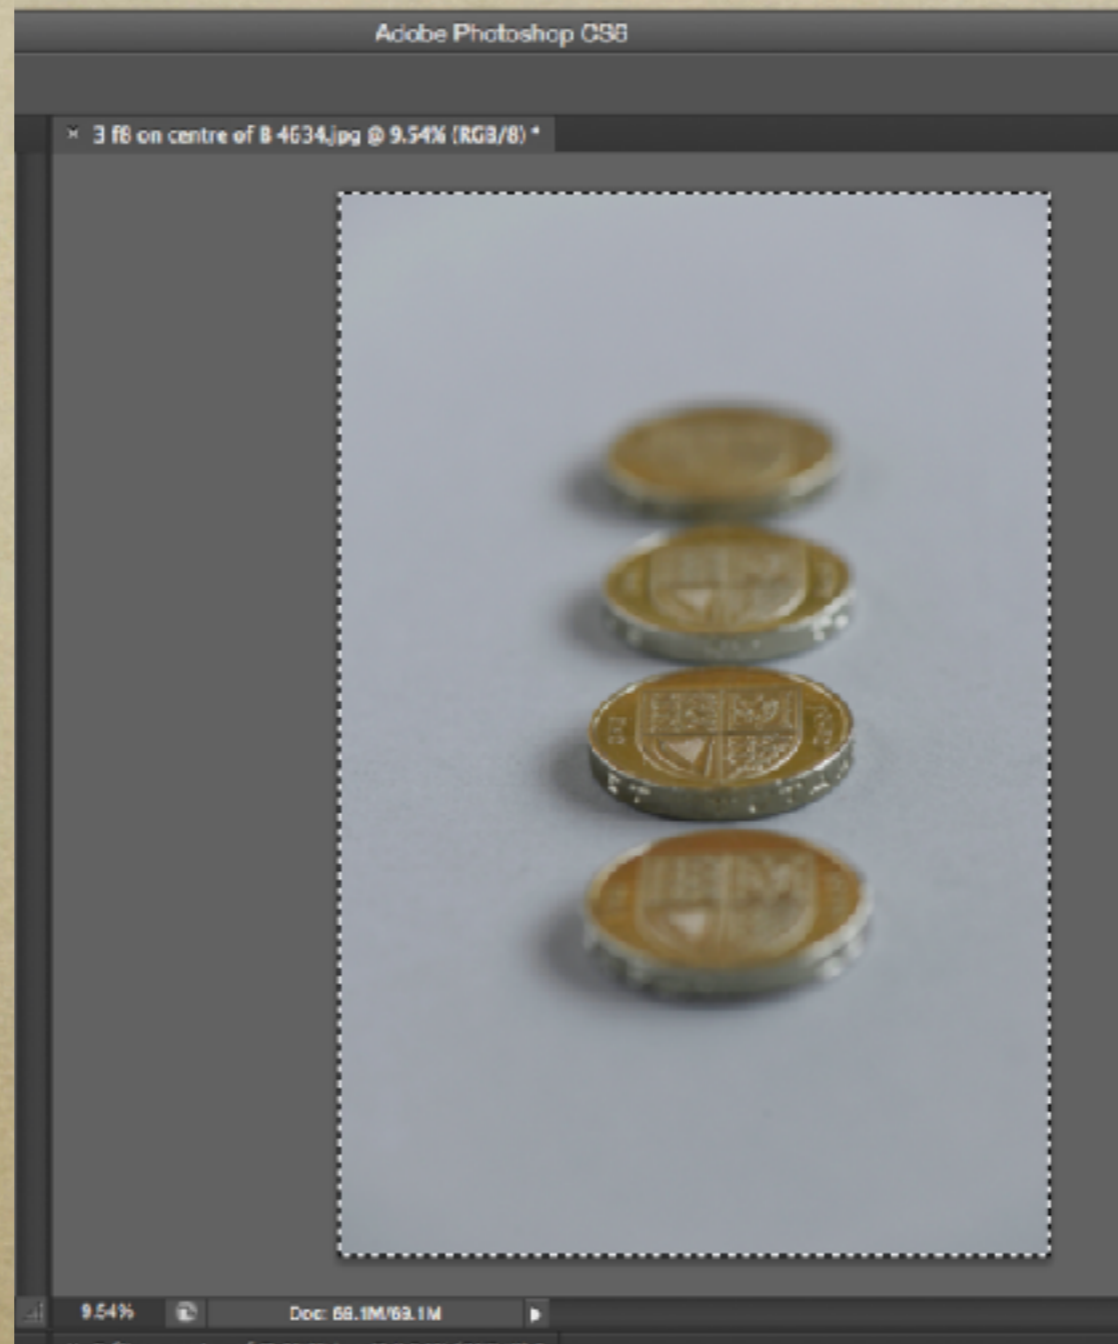 Adobe Photoshop CS6
× 3 f8 on centre of B 4634.jpg @ 9.54% (RGB/8) *
9.54%
Doc: 69.1M/69.1M